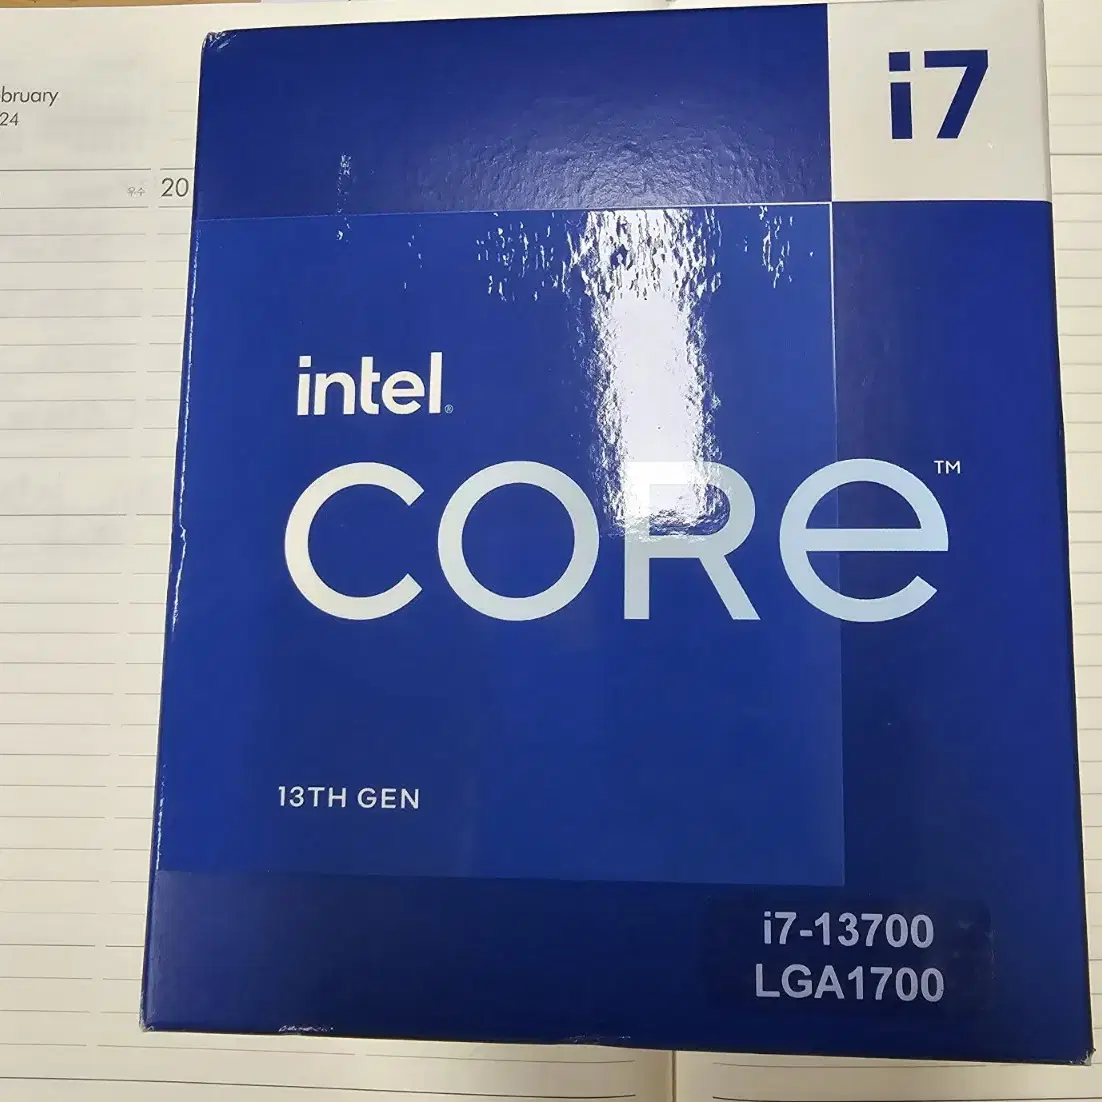 bruary
24
우수 20
i7
intel®
CORe™
13TH GEN
i7-13700
LGA1700